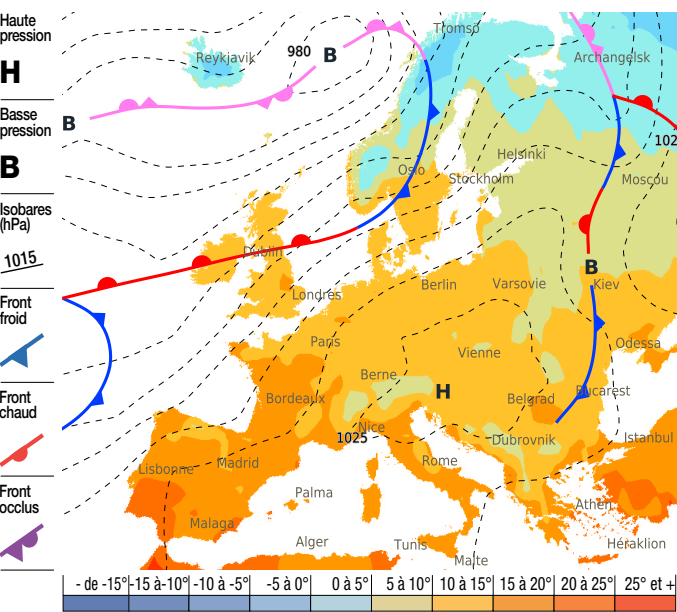 Haute
pression
H
Basse
pression
B
Isobares
(hPa)
1015
Front
froid
Front
chaud
Front
occlus
Tromso
980
B
Reykjavik
Archangelsk
B
102
Helsinki
Oslo
Stockholm
Moscou
Dublin
B
Londres
Berlin
Varsovie
Kiev
Paris
Vienne
Odessa
Berne
H
Bordeaux
Belgrad
Bucarest
Nice
1025
Dubrovnik
Istanbul
Lisbonne
Madrid
Rome
Palma
Athen
Malaga
Alger
Tunis
Héraklion
Malte
- de -15°
-15 à-10°
-10 à -5°
-5 à 0°
0 à 5°
5 à 10°
10 à 15°
15 à 20°
20 à 25°
25° et +